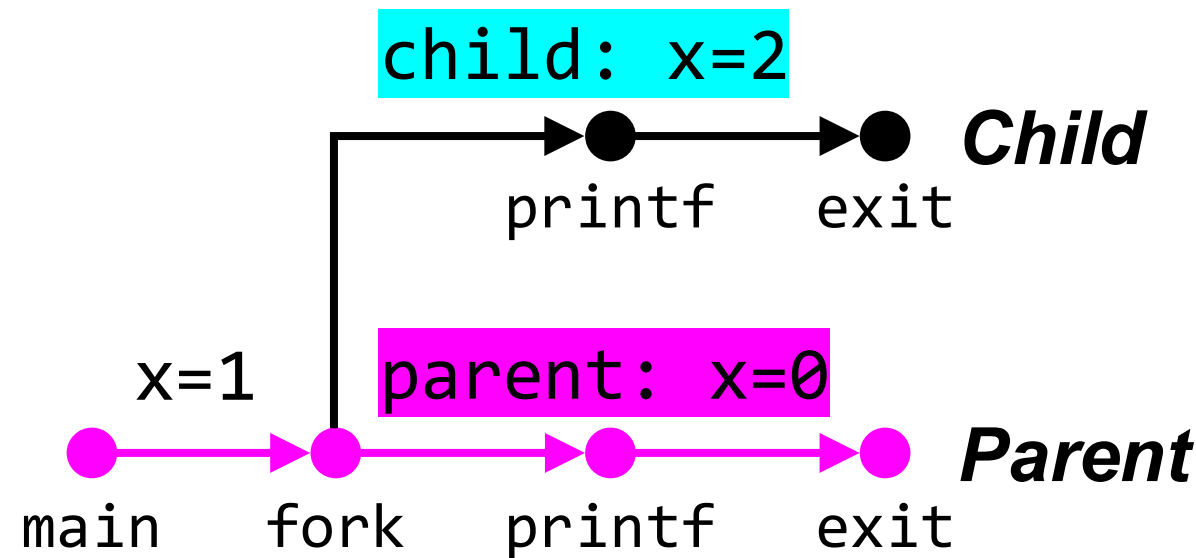 child: x=2
Child
printf exit
x=1
parent: x=0
Parent
main fork printf exit